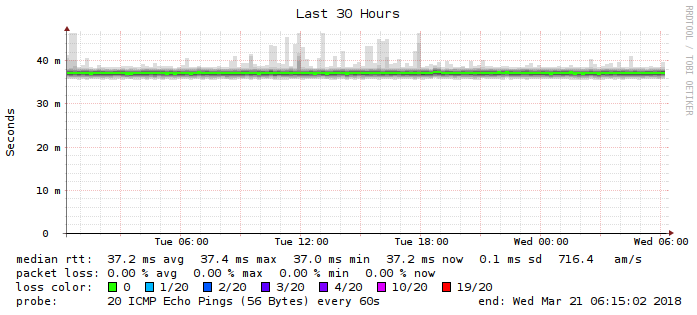 Last 30 Hours
RRDTOOL / TOBI OETIKER
Seconds
40 m
30 m
20 m
10 m
0
Tue 06:00 Tue 12:00 Tue 18:00 Wed 00:00 Wed 06:00
median rtt: 37.2 ms avg 37.4 ms max 37.0 ms min 37.2 ms now 0.1 ms sd 716.4 am/s
packet loss: 0.00 % avg 0.00 % max 0.00 % min 0.00 % now
loss color: 0 1/20 2/20 3/20 4/20 10/20 19/20
probe: 20 ICMP Echo Pings (56 Bytes) every 60s end: Wed Mar 21 06:15:02 2018